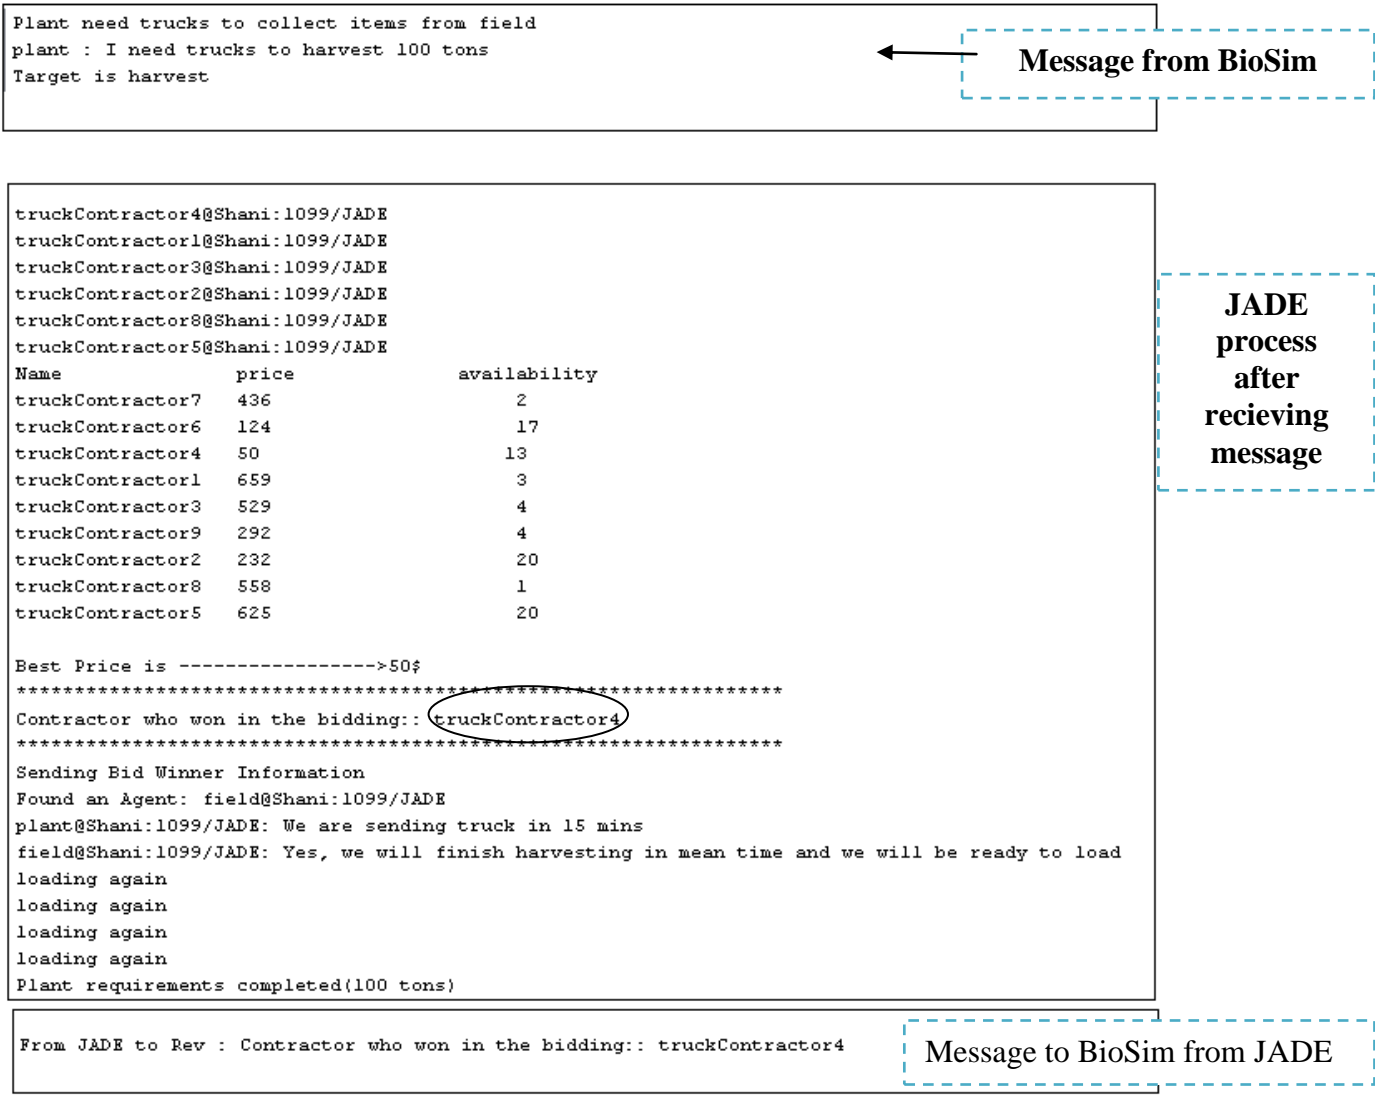 Plant need trucks to collect items from field
plant : I need trucks to harvest 100 tons
Target is harvest
Message from BioSim
truckContractor4@Shani:1099/JADE
truckContractor1@Shani:1099/JADE
truckContractor3@Shani:1099/JADE
truckContractor2@Shani:1099/JADE
truckContractor8@Shani:1099/JADE
truckContractor5@Shani:1099/JADE
Name price availability
truckContractor7 436 2
truckContractor6 124 17
truckContractor4 50 13
truckContractor1 659 3
truckContractor3 529 4
truckContractor9 292 4
truckContractor2 232 20
truckContractor8 558 1
truckContractor5 625 20
Best Price is ----------------->50$
******************************************************************
Contractor who won in the bidding:: truckContractor4
******************************************************************
Sending Bid Winner Information
Found an Agent: field@Shani:1099/JADE
plant@Shani:1099/JADE: We are sending truck in 15 mins
field@Shani:1099/JADE: Yes, we will finish harvesting in mean time and we will be ready to load
loading again
loading again
loading again
loading again
Plant requirements completed(100 tons)
JADE
process
after
recieving
message
From JADE to Rev : Contractor who won in the bidding:: truckContractor4
Message to BioSim from JADE